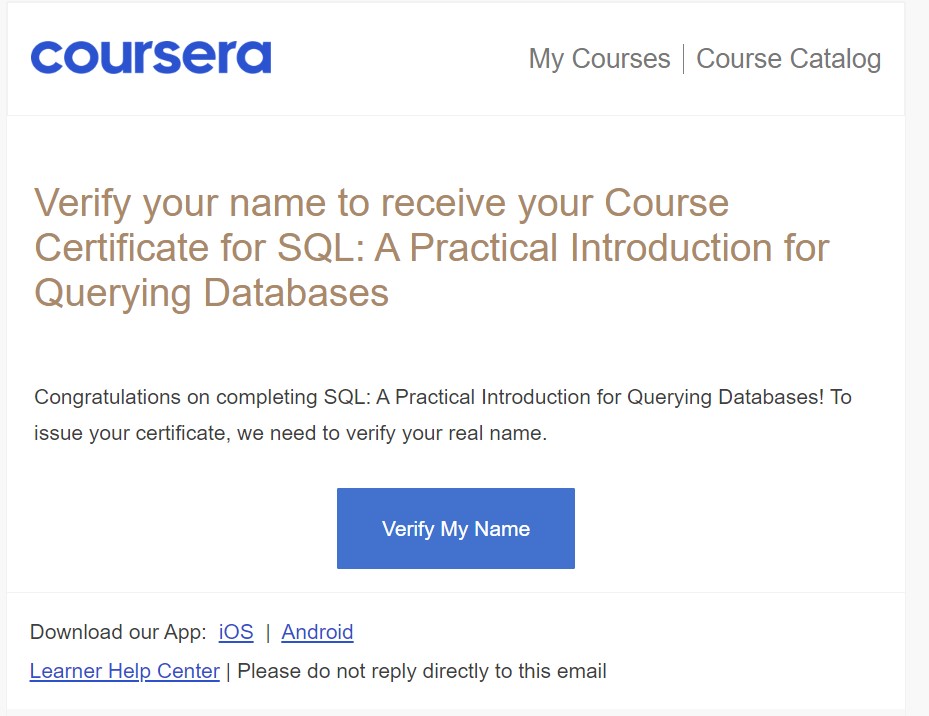 coursera
My Courses | Course Catalog
Verify your name to receive your Course
Certificate for SQL: A Practical Introduction for
Querying Databases
Congratulations on completing SQL: A Practical Introduction for Querying Databases! To
issue your certificate, we need to verify your real name.
Verify My Name
Download our App: iOS | Android
Learner Help Center | Please do not reply directly to this email